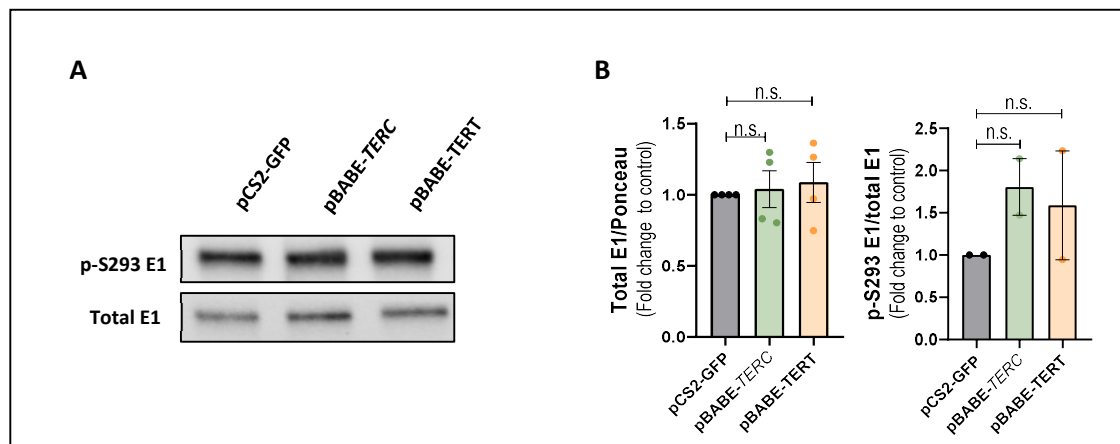 A
pCS2-GFP
pBABE-TERC
pBABE-TERT
p-S293 E1
Total E1
B
n.s.
n.s.
Total E1/Ponceau
(Fold change to control)
1.5
1.0
0.5
0.0
pCS2-GFP
pBABE-TERC
pBABE-TERT
n.s.
n.s.
p-S293 E1/total E1
(Fold change to control)
2.5
2.0
1.5
1.0
0.5
0.0
pCS2-GFP
pBABE-TERC
pBABE-TERT